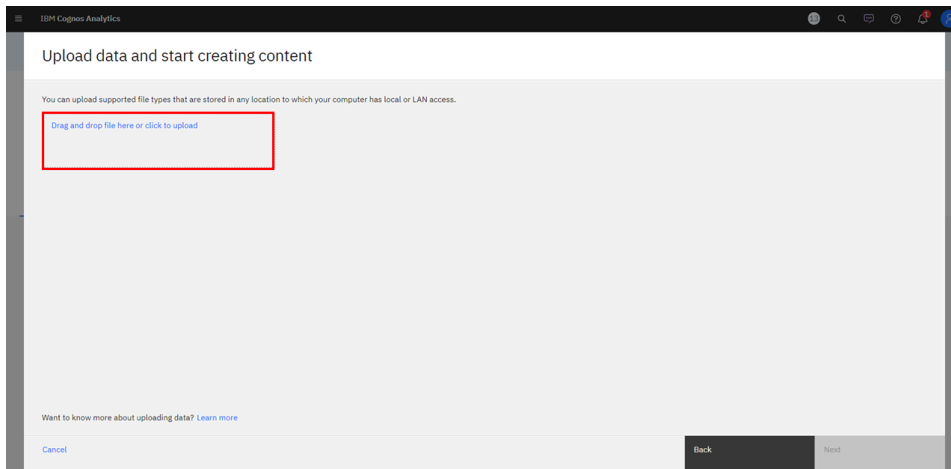 IBM Cognos Analytics
Upload data and start creating content
You can upload supported file types that are stored in any location to which your computer has local or LAN access.
Drag and drop file here or click to upload
Want to know more about uploading data? Learn more
Cancel
Back
Next